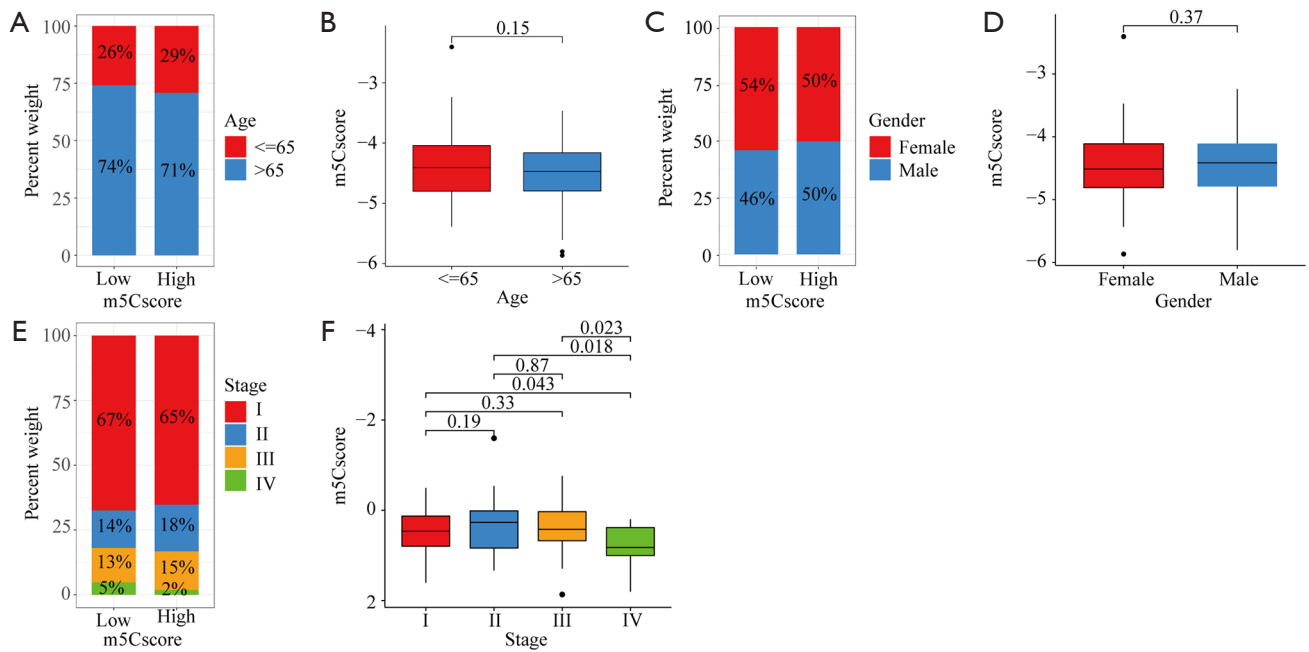 A
Percent weight
100
75
50
25
0
26%
29%
74%
71%
Low
High
m5Cscore
Age
<=65
>65
B
m5Cscore
−3
−4
−5
−6
0.15
<=65
>65
Age
C
Percent weight
100
75
50
25
0
54%
50%
46%
50%
Low
High
m5Cscore
Gender
Female
Male
D
m5Cscore
−3
−4
−5
−6
0.37
Female
Male
Gender
E
Percent weight
100
75
50
25
0
67%
65%
14%
18%
13%
15%
5%
2%
Low
High
m5Cscore
Stage
I
II
III
IV
F
m5Cscore
−4
−2
0
2
0.023
0.018
0.87
0.043
0.33
0.19
I
II
III
IV
Stage